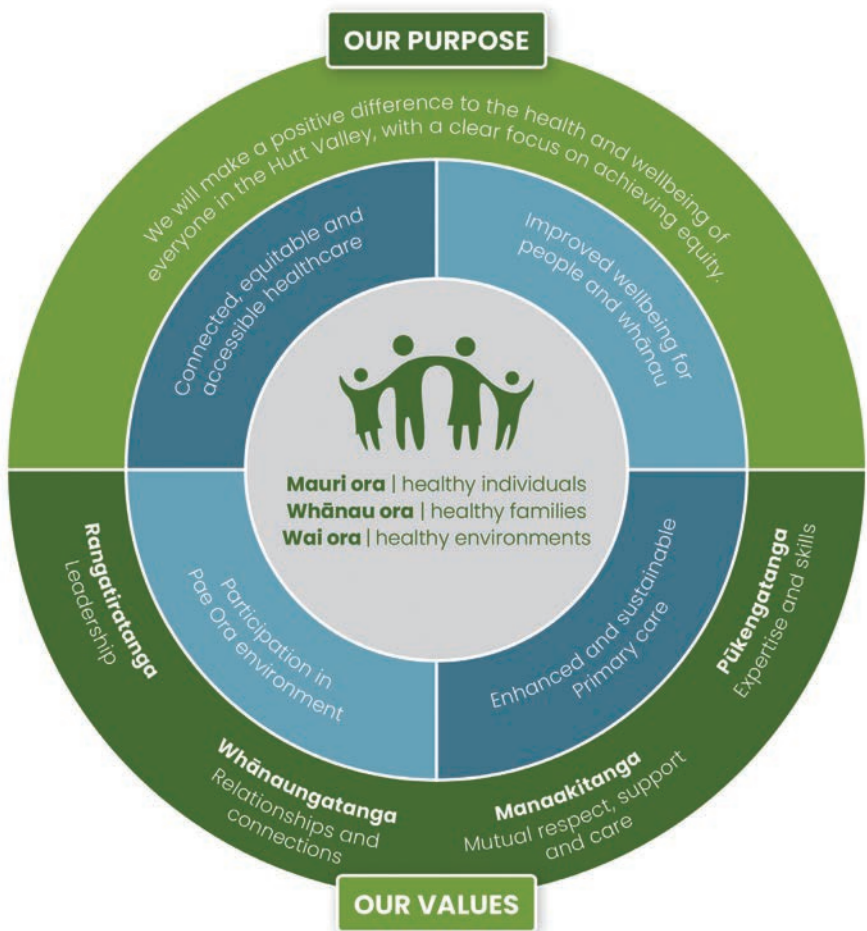 OUR PURPOSE
We will make a positive difference to the health and wellbeing of
everyone in the Hutt Valley, with a clear focus on achieving equity.
Connected, equitable and
accessible healthcare
Improved wellbeing for
people and whānau
Mauri ora | healthy individuals
Whānau ora | healthy families
Wai ora | healthy environments
Participation in
Pae Ora environment
Enhanced and sustainable
Primary care
Rangatiratanga
Leadership
Whānaungatanga
Relationships and
connections
Manaakitanga
Mutual respect, support
and care
Pūkengatanga
Expertise and skills
OUR VALUES